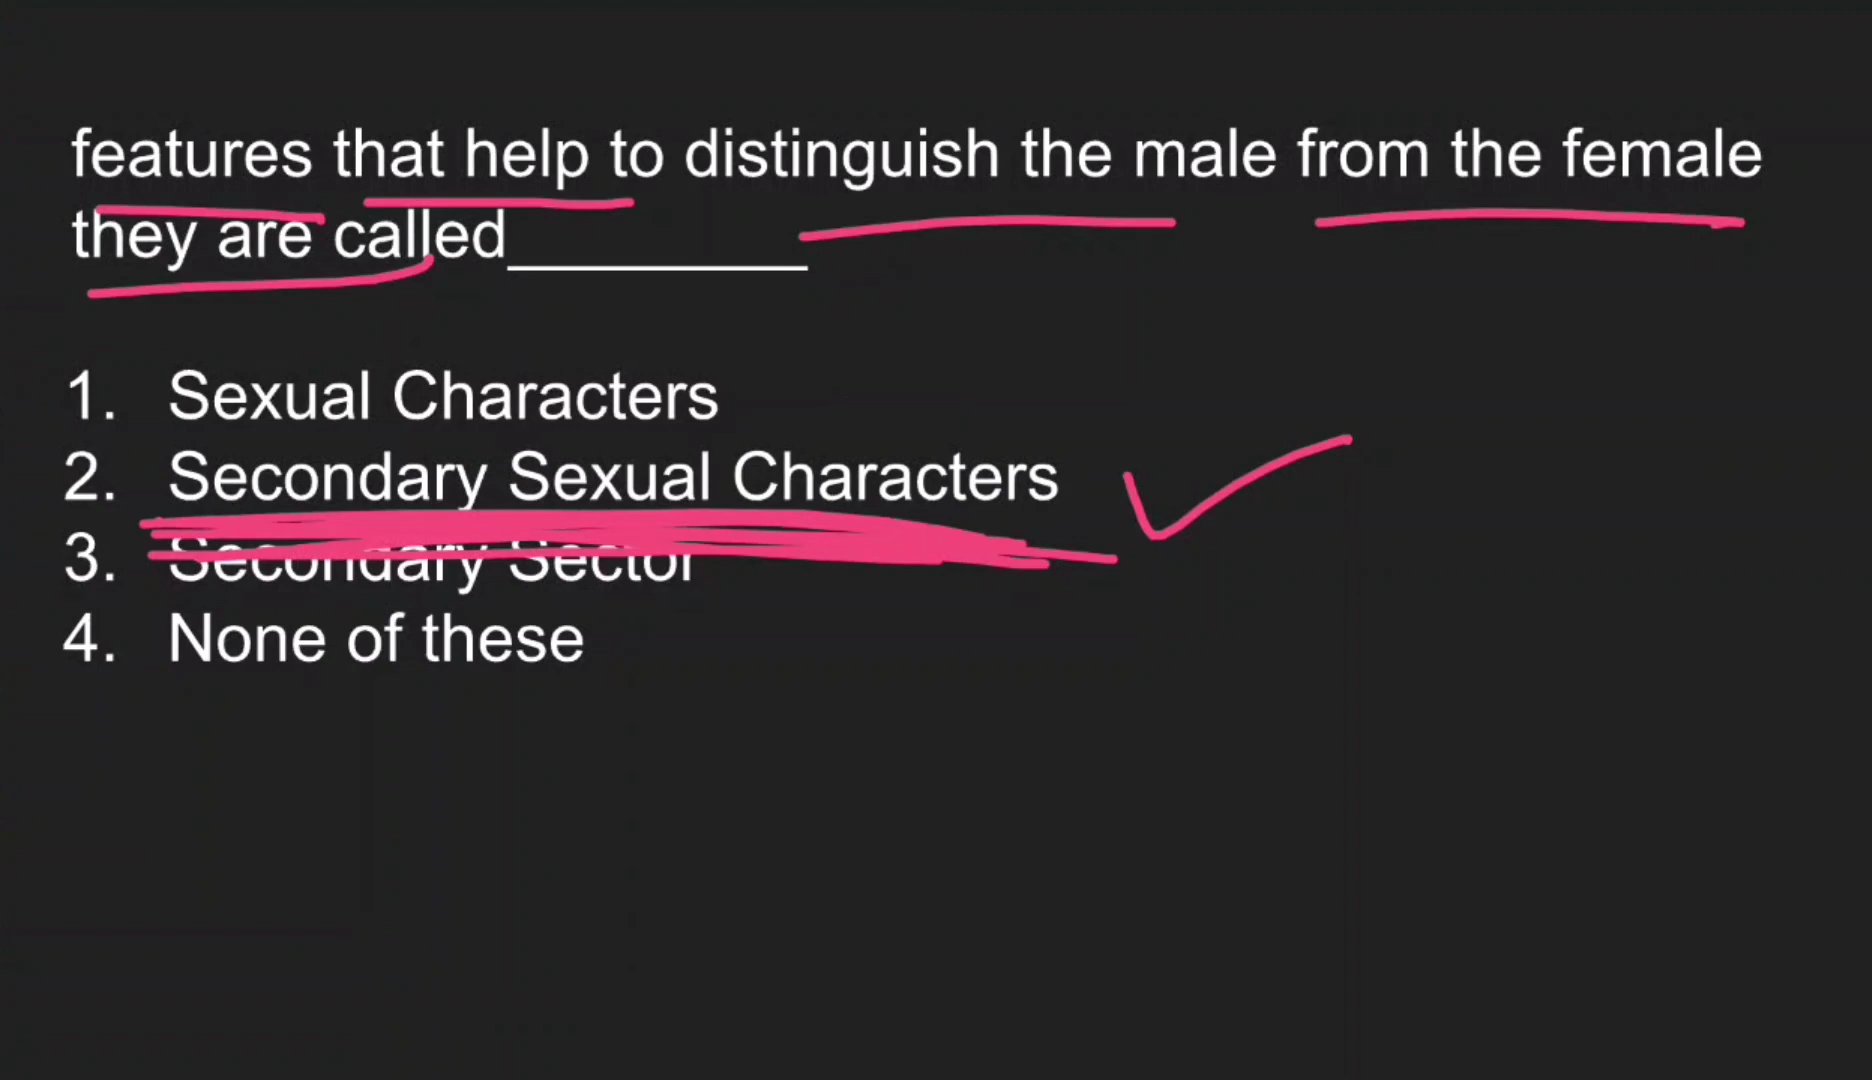 features that help to distinguish the male from the female
they are called_________
1. Sexual Characters
2. Secondary Sexual Characters
3. Secondary Sector
4. None of these